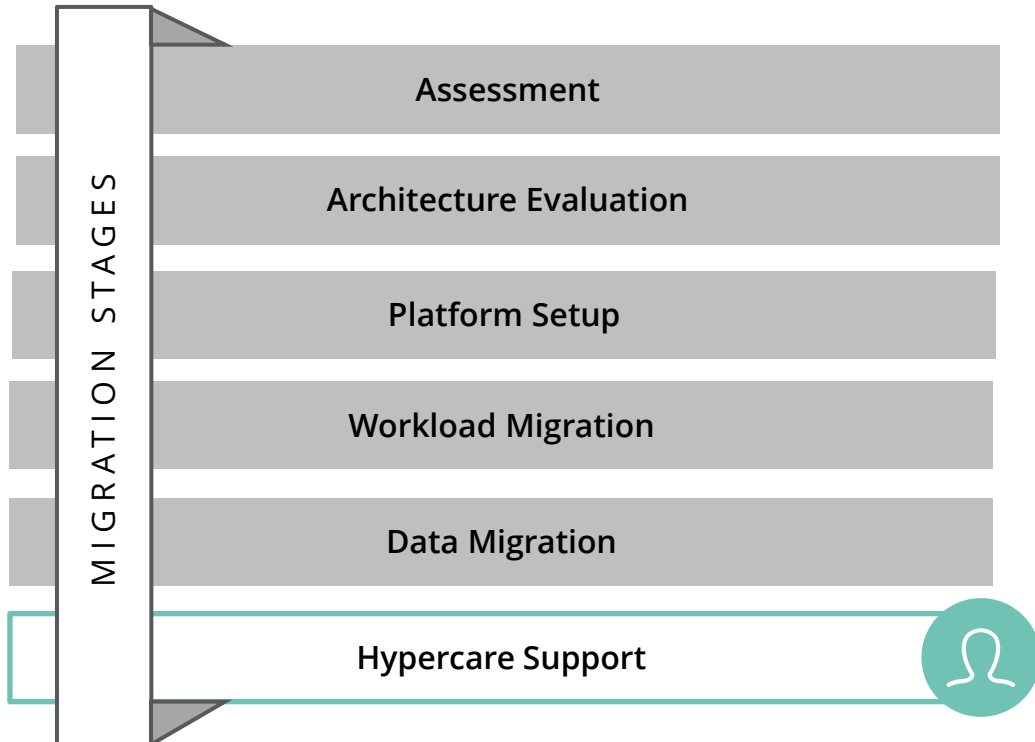 MIGRATION STAGES
Assessment
Architecture Evaluation
Platform Setup
Workload Migration
Data Migration
Hypercare Support